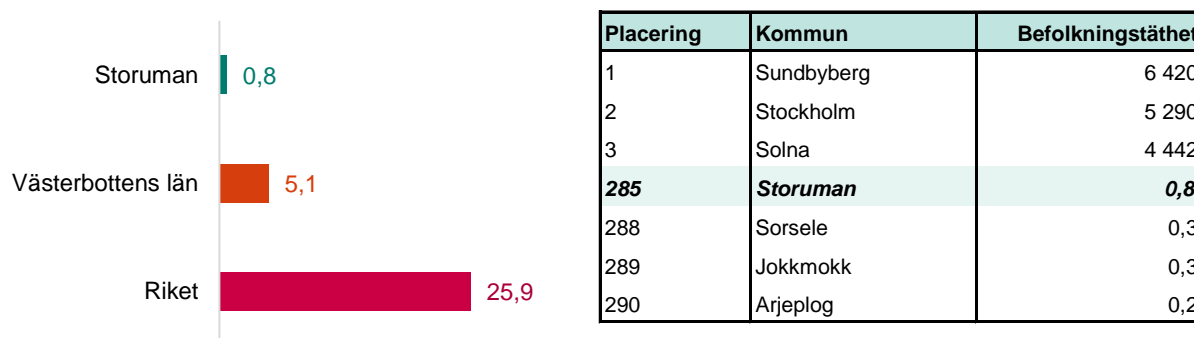 Storuman 0,8
Västerbottens län 5,1
Riket 25,9
Placering Kommun Befolkningstäthet
1 Sundbyberg 6 420
2 Stockholm 5 290
3 Solna 4 442
285 Storuman 0,8
288 Sorsele 0,3
289 Jokkmokk 0,3
290 Arjeplog 0,2